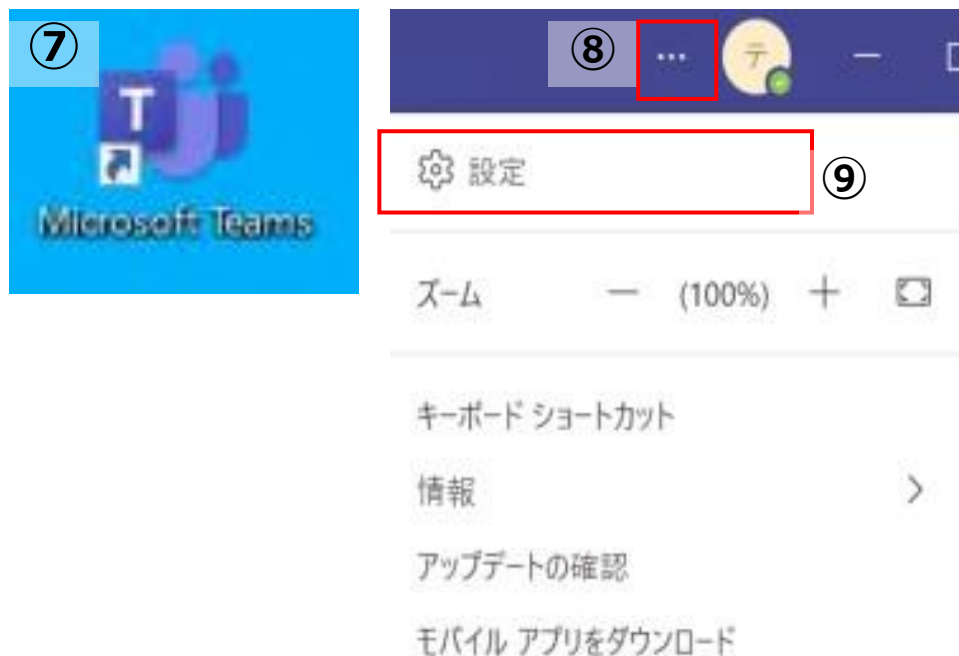 ⑦
T
Microsoft Teams
⑧ … テ
設定 ⑨
ズーム － (100%) ＋
キーボード ショートカット
情報
アップデートの確認
モバイル アプリをダウンロード